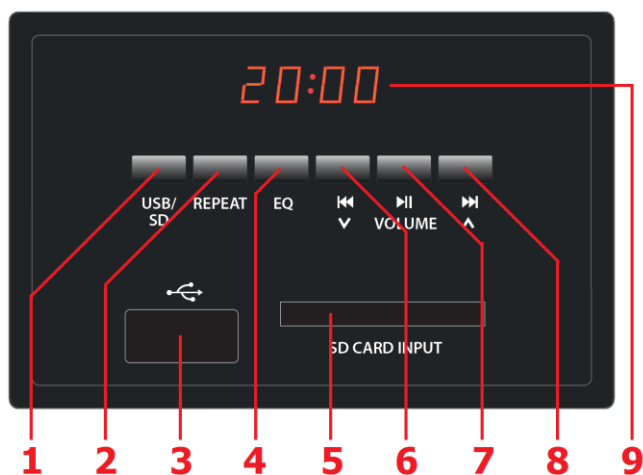 20:00
USB/ REPEAT EQ
SD VOLUME
SD CARD INPUT
1 2 3 4 5 6 7 8 9